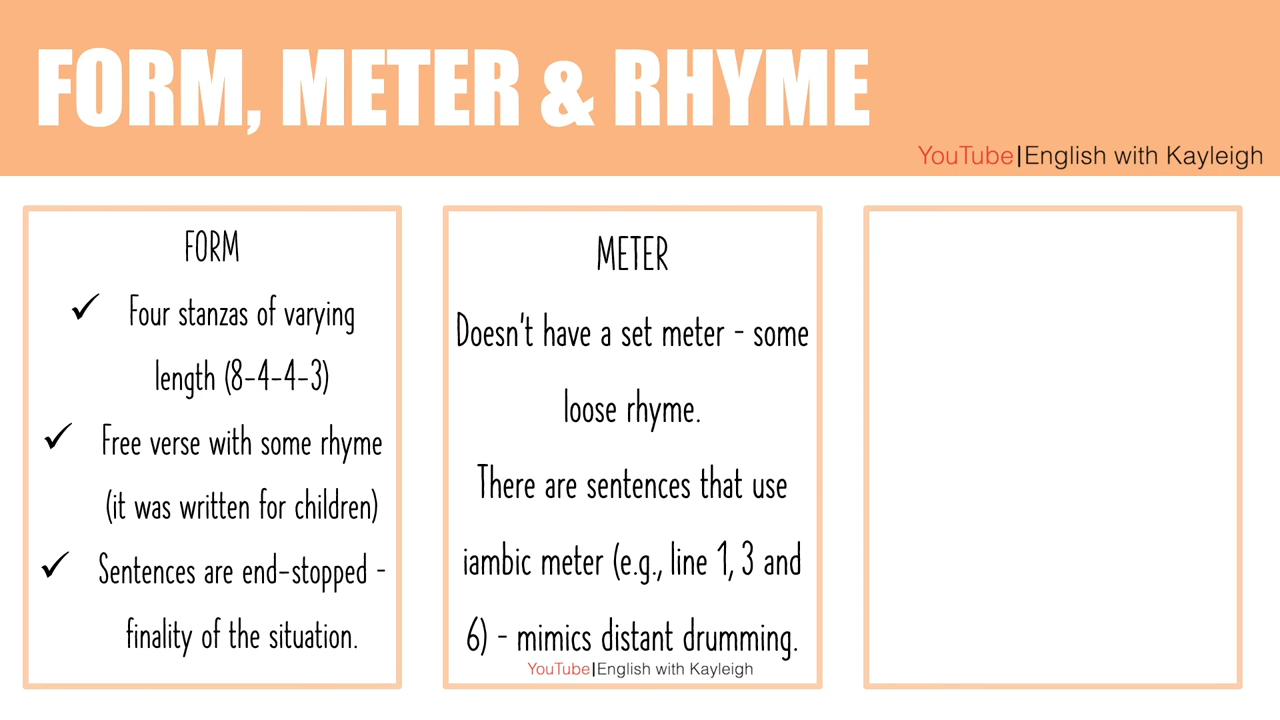 FORM, METER & RHYME
YouTube|English with Kayleigh
FORM
✓ Four stanzas of varying
length (8-4-4-3)
✓ Free verse with some rhyme
(it was written for children)
✓ Sentences are end-stopped -
finality of the situation.
METER
Doesn't have a set meter - some
loose rhyme.
There are sentences that use
iambic meter (e.g., line 1, 3 and
6) - mimics distant drumming.
YouTube|English with Kayleigh